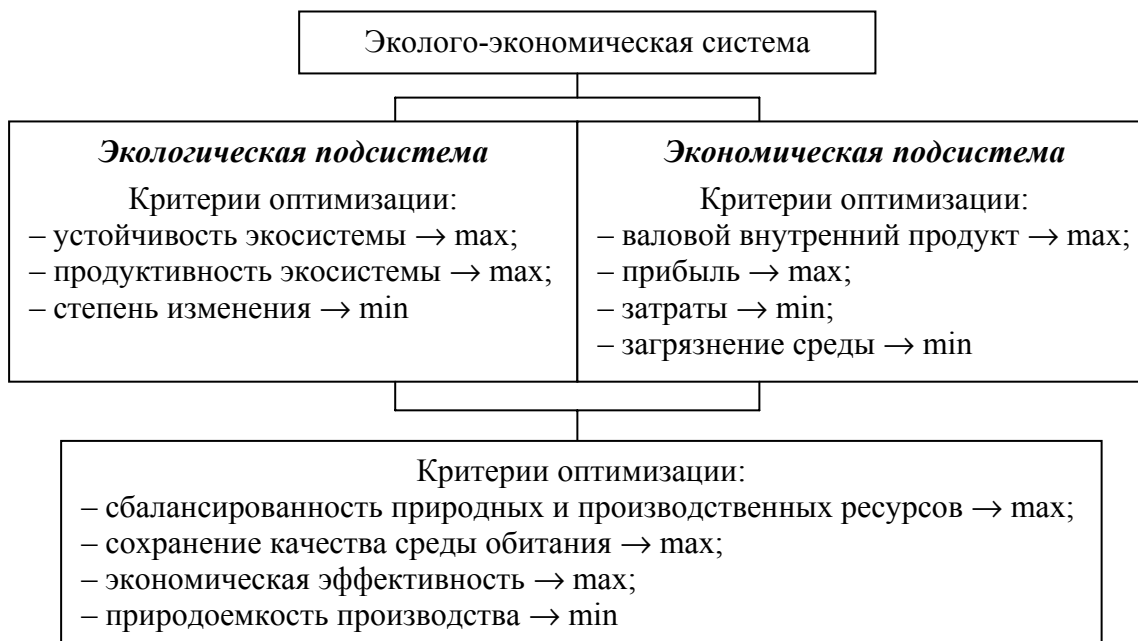 Эколого-экономическая система
Экологическая подсистема
Критерии оптимизации:
– устойчивость экосистемы → max;
– продуктивность экосистемы → max;
– степень изменения → min
Экономическая подсистема
Критерии оптимизации:
– валовой внутренний продукт → max;
– прибыль → max;
– затраты → min;
– загрязнение среды → min
Критерии оптимизации:
– сбалансированность природных и производственных ресурсов → max;
– сохранение качества среды обитания → max;
– экономическая эффективность → max;
– природоемкость производства → min